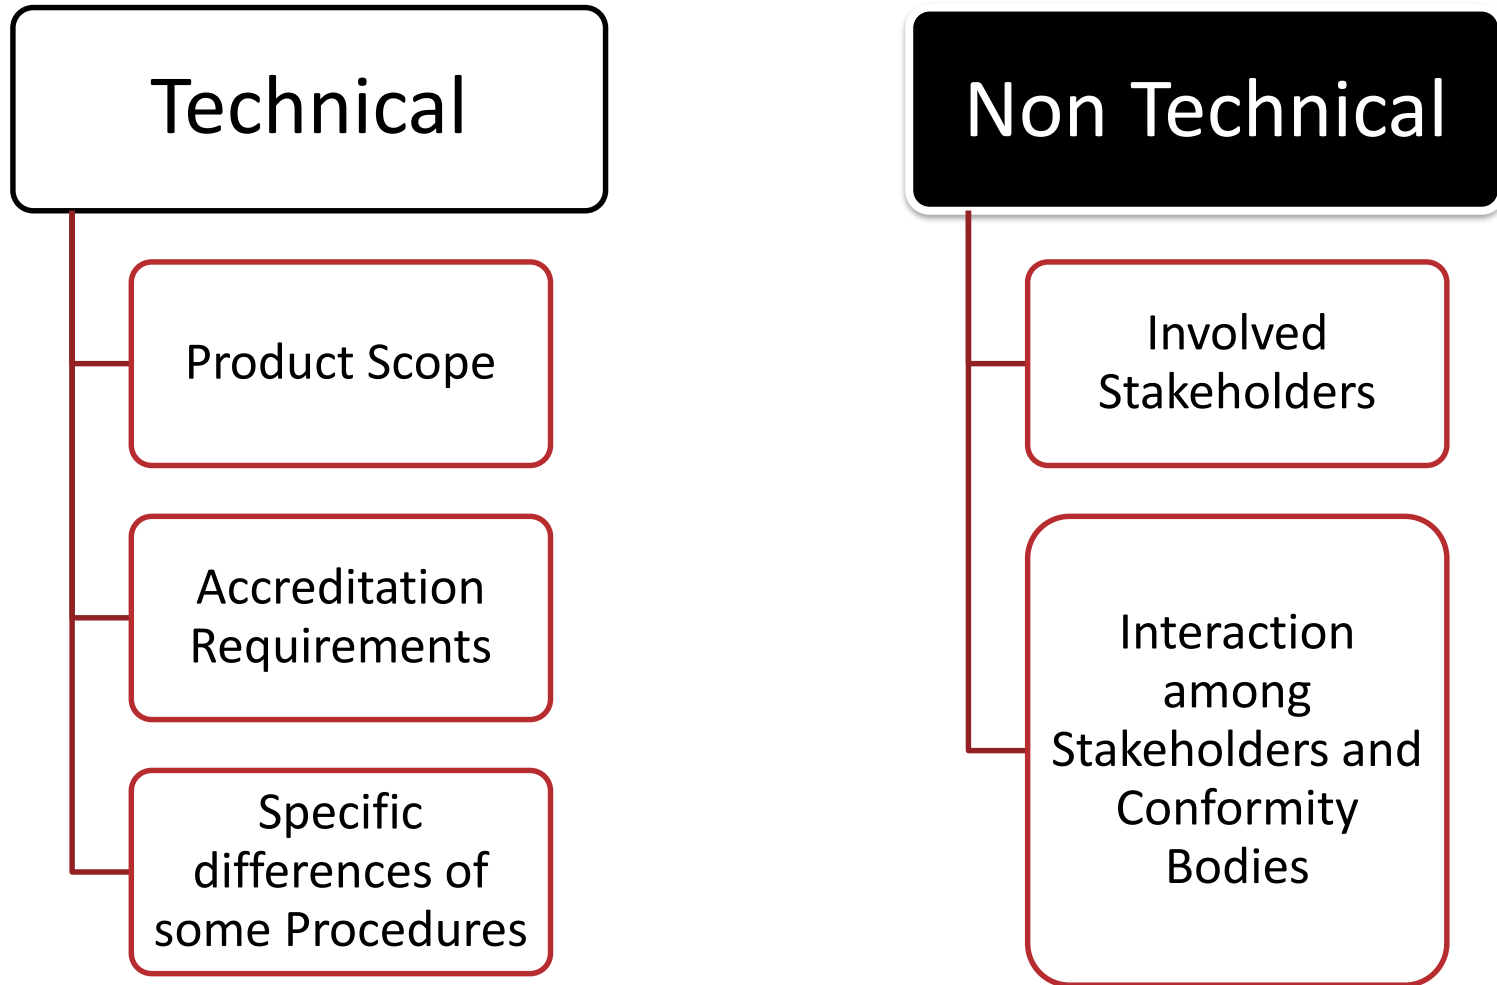 Technical
Product Scope
Accreditation
Requirements
Specific
differences of
some Procedures
Non Technical
Involved
Stakeholders
Interaction
among
Stakeholders and
Conformity
Bodies